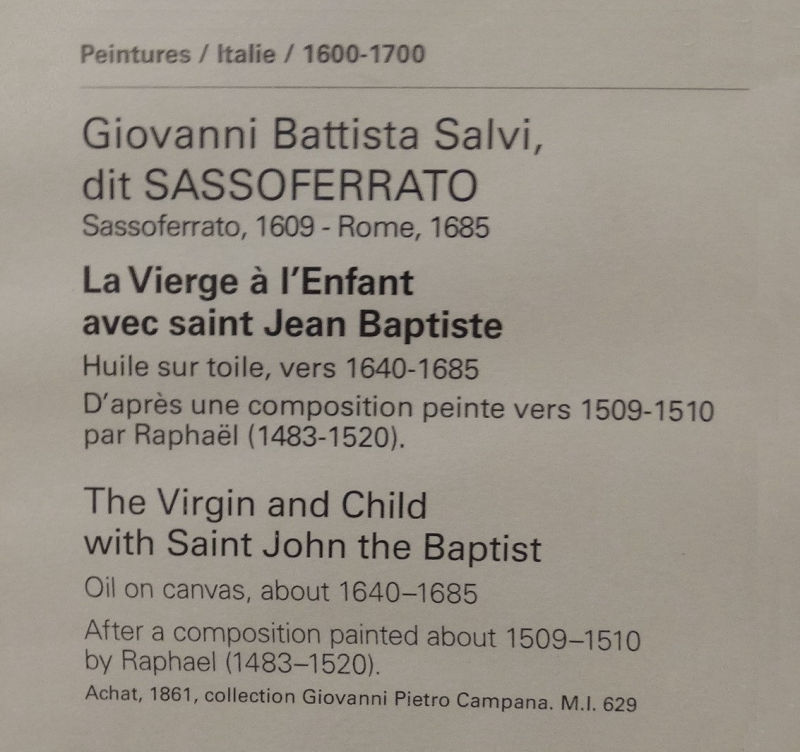 Peintures / Italie / 1600-1700
Giovanni Battista Salvi,
dit SASSOFERRATO
Sassoferrato, 1609 - Rome, 1685
La Vierge à l'Enfant
avec saint Jean Baptiste
Huile sur toile, vers 1640-1685
D'après une composition peinte vers 1509-1510
par Raphaël (1483-1520).
The Virgin and Child
with Saint John the Baptist
Oil on canvas, about 1640–1685
After a composition painted about 1509–1510
by Raphael (1483–1520).
Achat, 1861, collection Giovanni Pietro Campana. M.I. 629